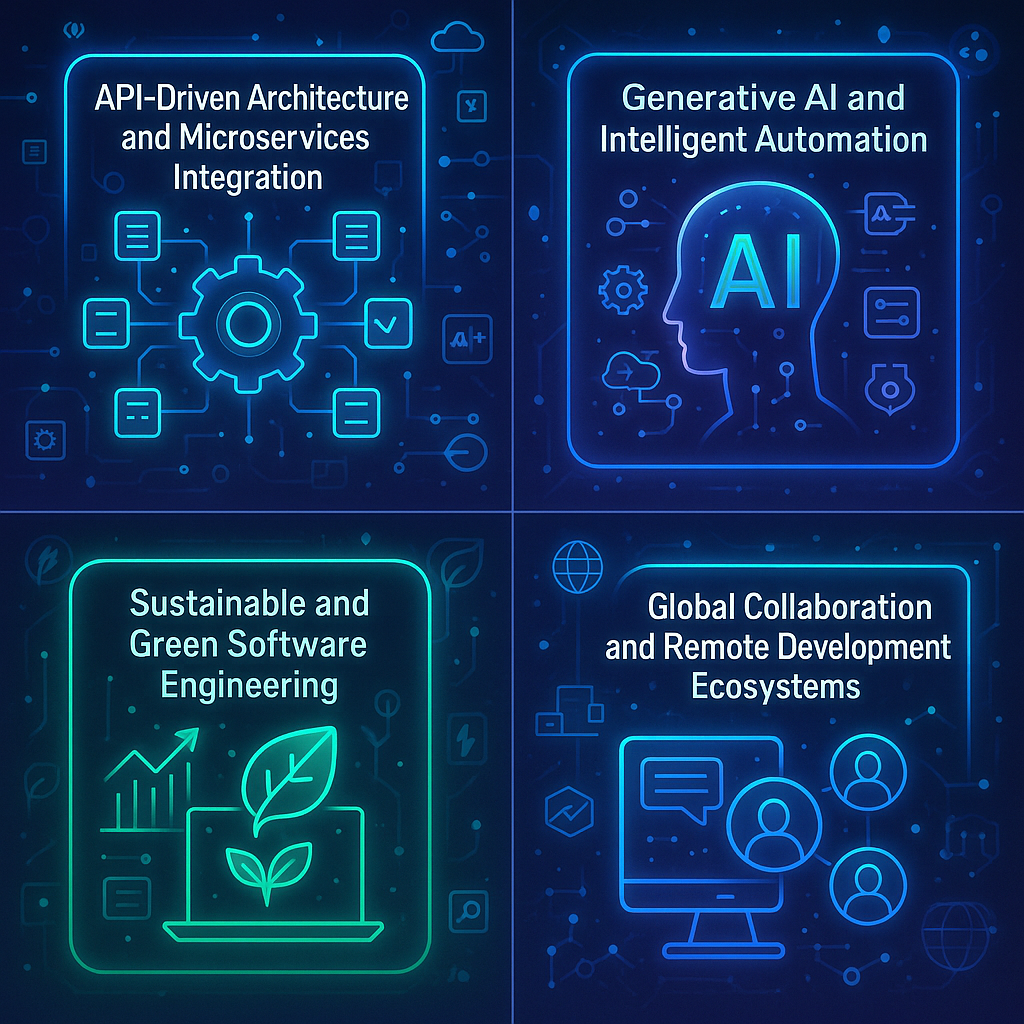 API-Driven Architecture
and Microservices
Integration
Generative AI and
Intelligent Automation
AI
Sustainable and
Green Software
Engineering
Global Collaboration
and Remote Development
Ecosystems